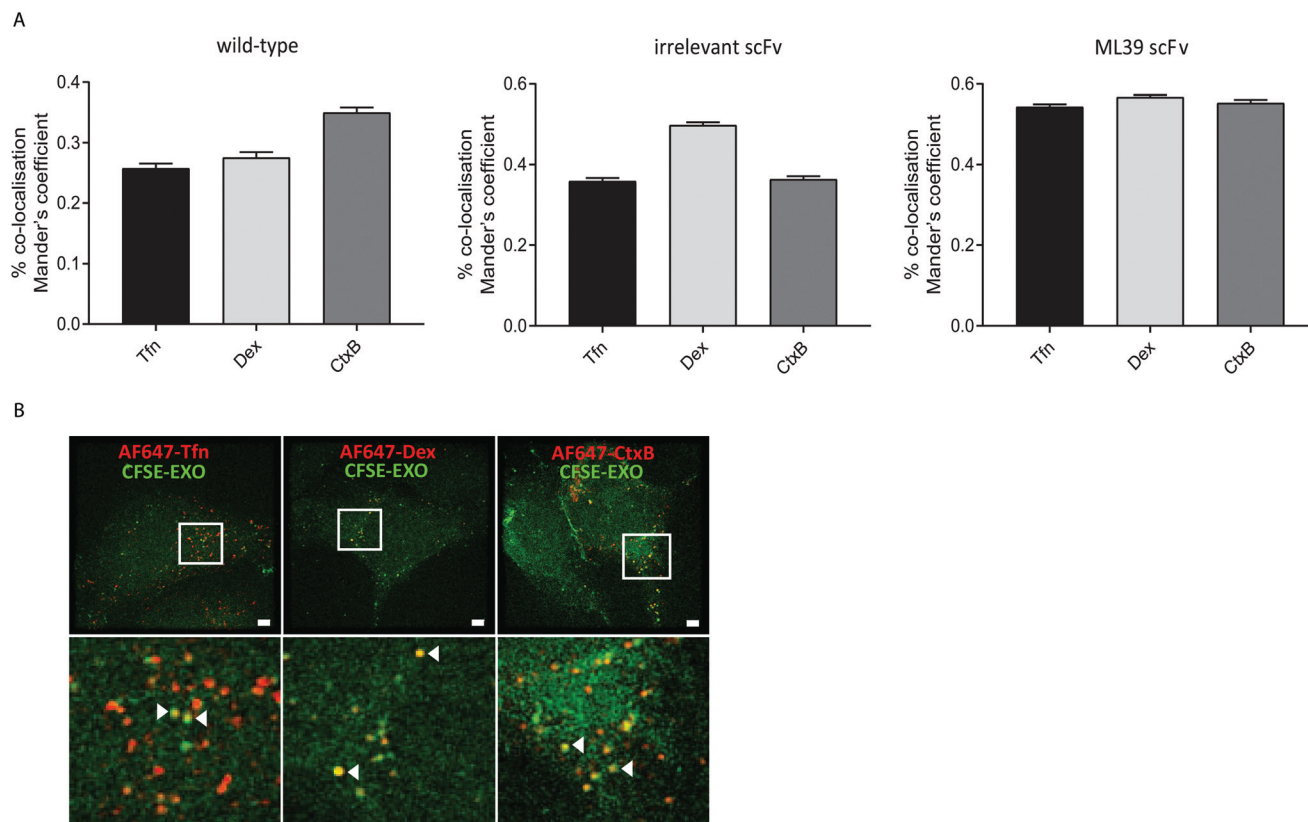 A
wild-type
% co-localisation
Mander's coefficient
0.4
0.3
0.2
0.1
0.0
Tfn
Dex
CtxB
irrelevant scFv
% co-localisation
Mander's coefficient
0.6
0.4
0.2
0.0
Tfn
Dex
CtxB
ML39 scFv
% co-localisation
Mander's coefficient
0.6
0.4
0.2
0.0
Tfn
Dex
CtxB
B
AF647-Tfn
CFSE-EXO
AF647-Dex
CFSE-EXO
AF647-CtxB
CFSE-EXO